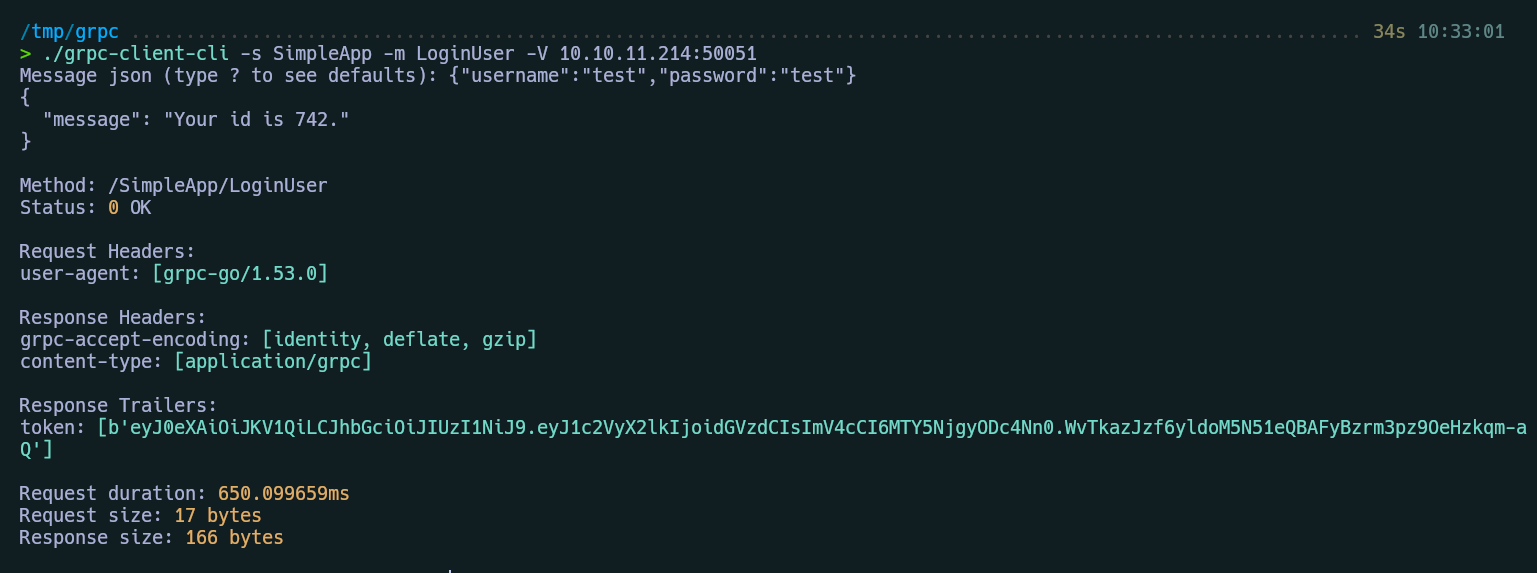 /tmp/grpc ................................................................................................................ 34s 10:33:01
> ./grpc-client-cli -s SimpleApp -m LoginUser -V 10.10.11.214:50051
Message json (type ? to see defaults): {"username":"test","password":"test"}
{
  "message": "Your id is 742."
}
Method: /SimpleApp/LoginUser
Status: 0 OK
Request Headers:
user-agent: [grpc-go/1.53.0]
Response Headers:
grpc-accept-encoding: [identity, deflate, gzip]
content-type: [application/grpc]
Response Trailers:
token: [b'eyJ0eXAiOiJKV1QiLCJhbGciOiJIUzI1NiJ9.eyJ1c2VyX2lkIjoidGVzdCIsImV4cCI6MTY5NjgyODc4Nn0.WvTkazJzf6yldoM5N51eQBAFyBzrm3pz9OeHzkqm-a
Q']
Request duration: 650.099659ms
Request size: 17 bytes
Response size: 166 bytes